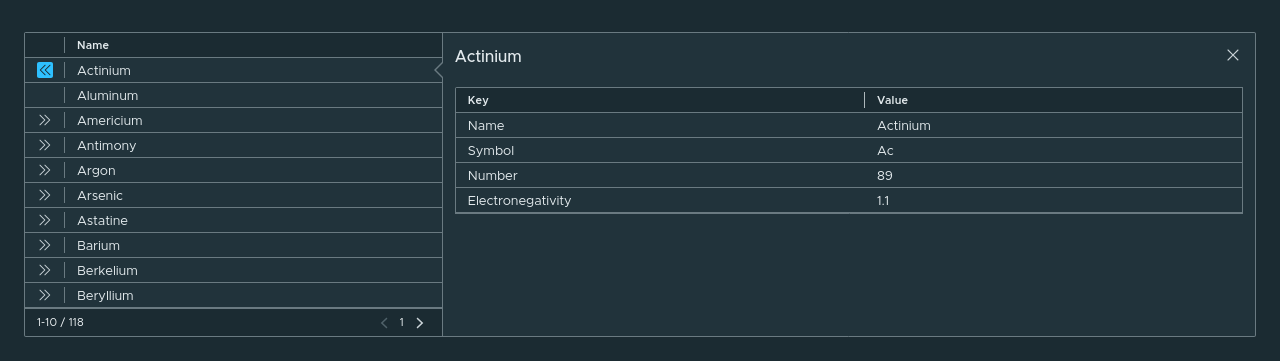 Name
Actinium
Aluminum
Americium
Antimony
Argon
Arsenic
Astatine
Barium
Berkelium
Beryllium
1-10 / 118
1
Actinium
Key Value
Name Actinium
Symbol Ac
Number 89
Electronegativity 1.1